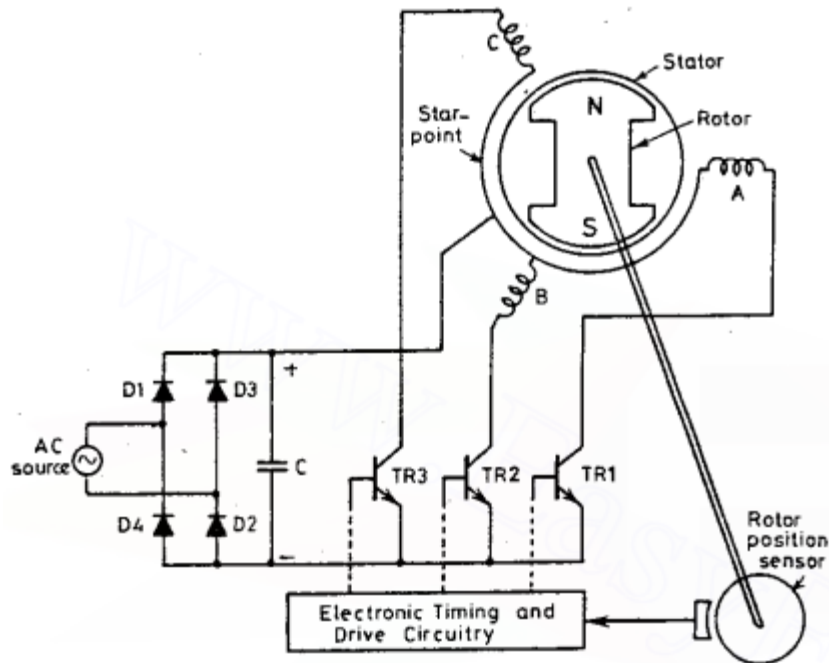 C
Stator
N
Star-
point
Rotor
A
S
B
D1
D3
+
AC
source
C
TR3
TR2
TR1
D4
D2
-
Rotor
position
sensor
Electronic Timing and
Drive Circuitry